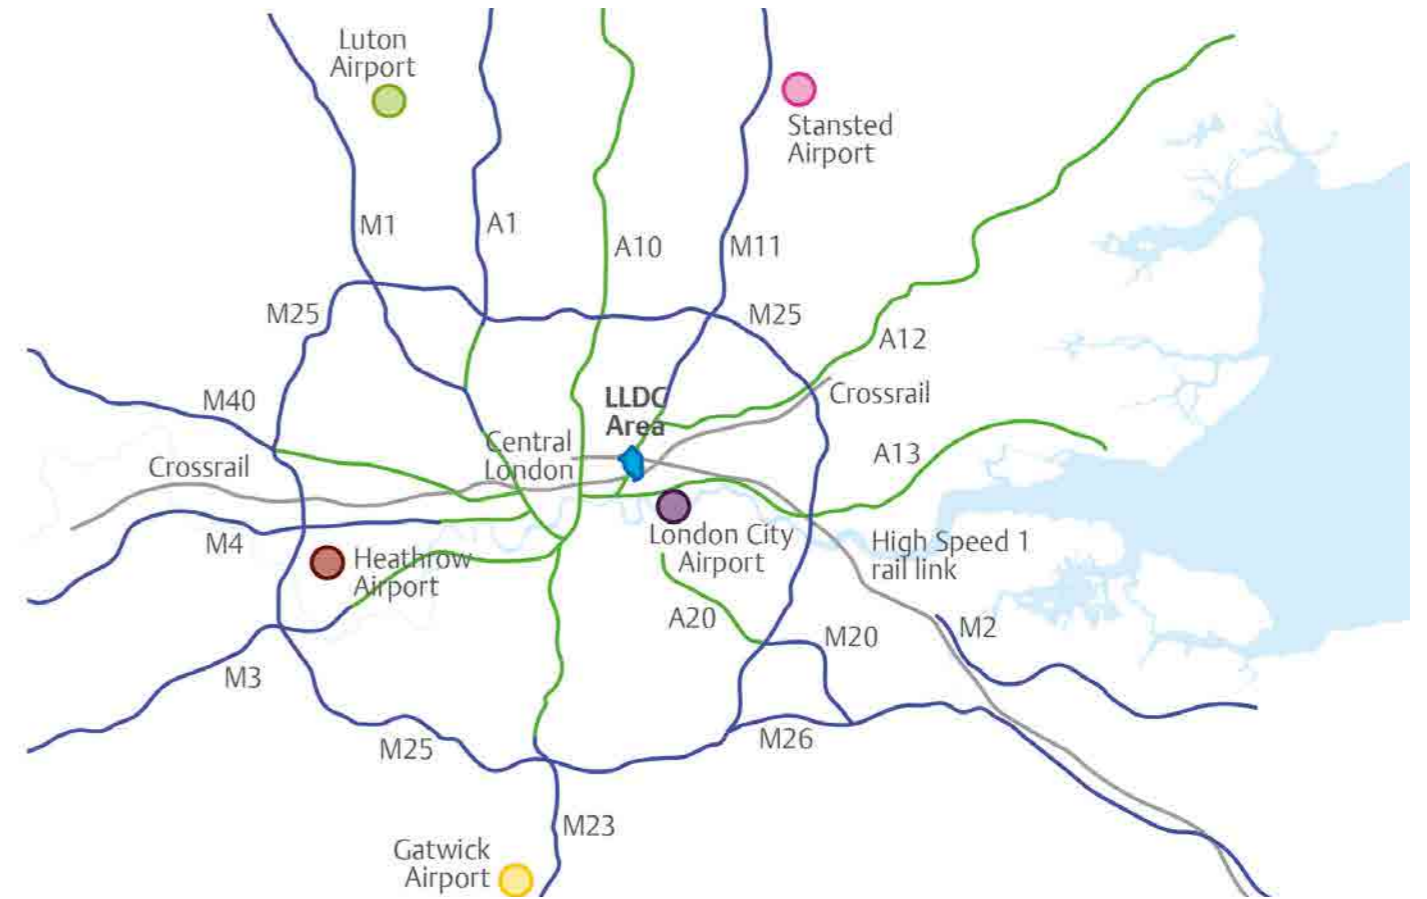 Luton
Airport
Stansted
Airport
M1
A1
A10
M11
M25
M25
A12
LLDC
Area
Crossrail
M40
Central
London
A13
Crossrail
M4
London City
Airport
High Speed 1
rail link
Heathrow
Airport
A20
M20
M2
M3
M25
M26
M23
Gatwick
Airport